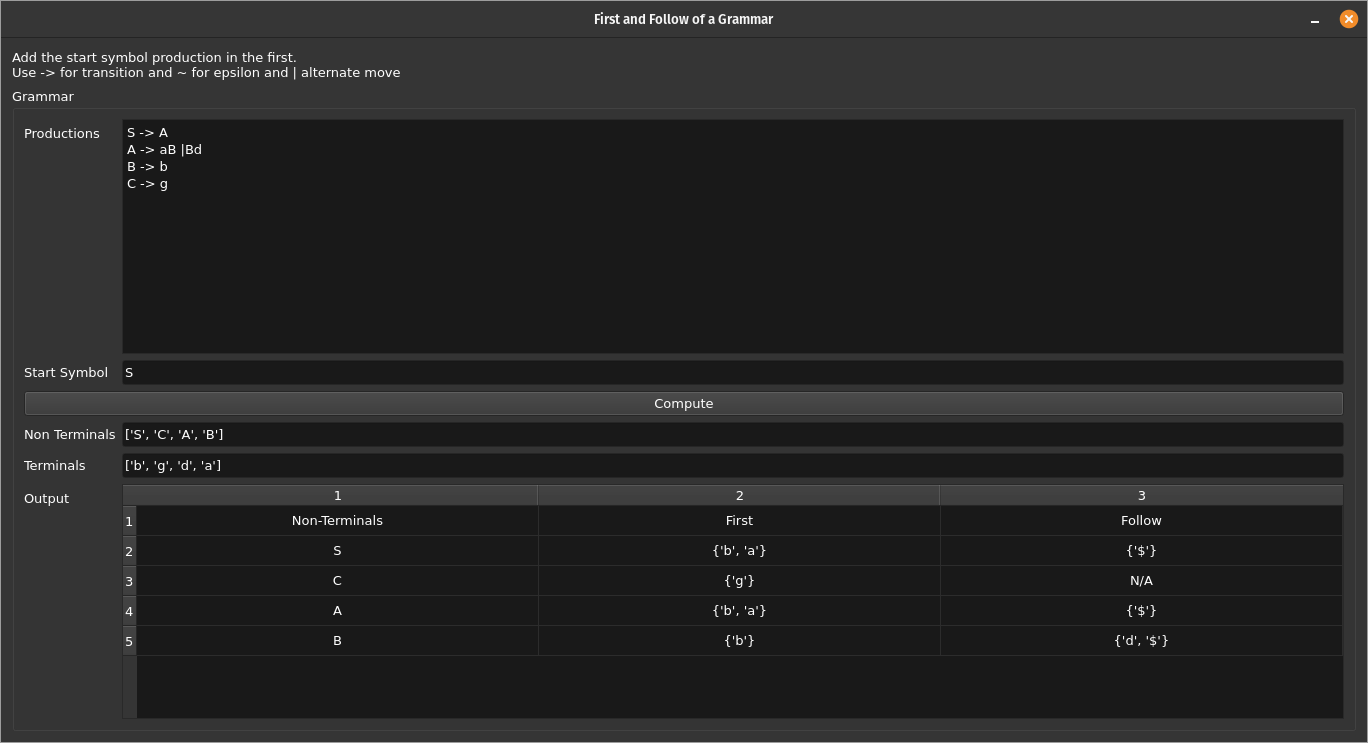 First and Follow of a Grammar
Add the start symbol production in the first.
Use -> for transition and ~ for epsilon and | alternate move
Grammar
Productions
S -> A
A -> aB |Bd
B -> b
C -> g
Start Symbol S
Compute
Non Terminals ['S', 'C', 'A', 'B']
Terminals ['b', 'g', 'd', 'a']
Output
1 2 3
1 Non-Terminals First Follow
2 S {'b', 'a'} {'$'}
3 C {'g'} N/A
4 A {'b', 'a'} {'$'}
5 B {'b'} {'d', '$'}